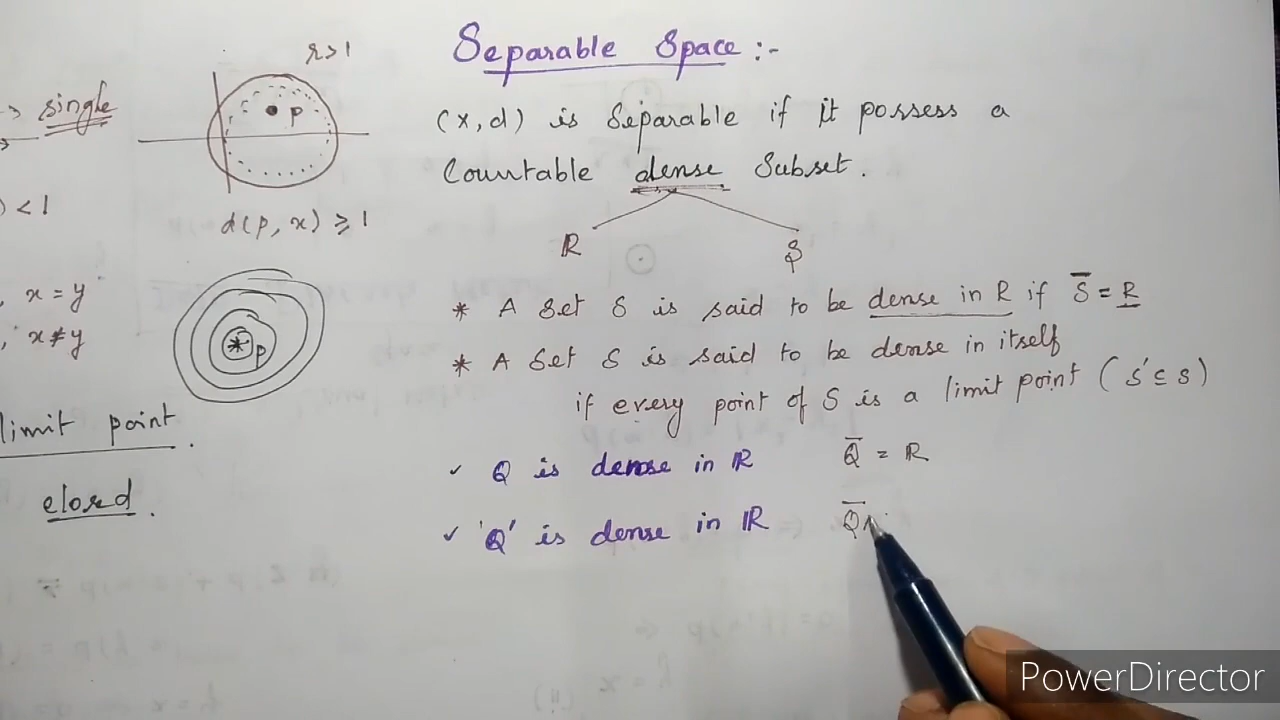 Separable Space :-
(X, d) is Separable if it possess a
Countable dense Subset.
R S
* A Set S is said to be dense in R if S̅ = R
* A Set S is said to be dense in itself
if every point of S is a limit point (S' ⊆ S)
✓ Q is dense in R Q̅ = R
✓ Q' is dense in R Q̅
r > 1
→ single
p
) < 1
d(p, x) ≥ 1
, x = y
, x ≠ y
p
limit point.
closed.
PowerDirector